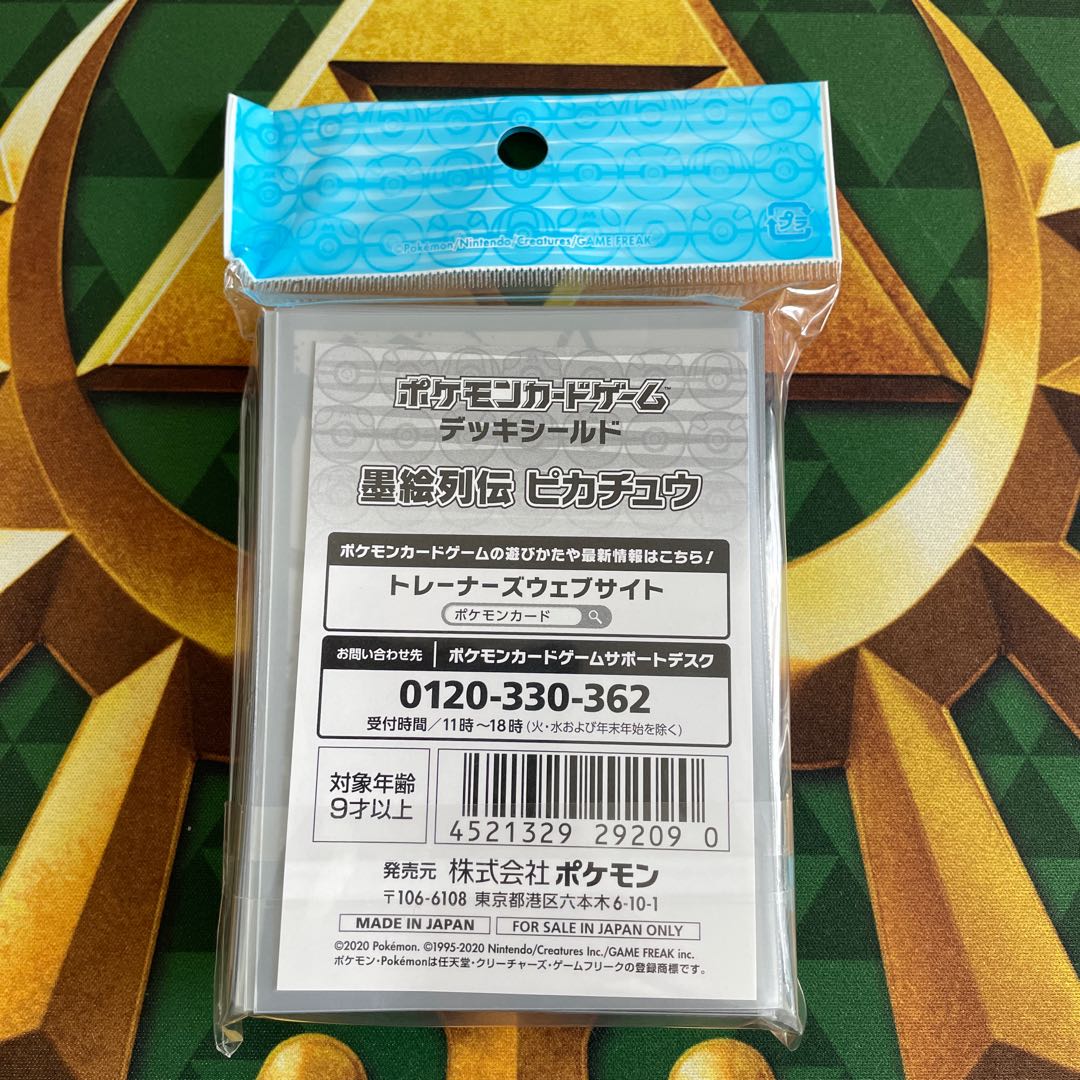 プラ
©Pokémon/Nintendo/Creatures/GAME FREAK
ポケモンカードゲーム™
デッキシールド
墨絵列伝 ピカチュウ
ポケモンカードゲームの遊びかたや最新情報はこちら！
トレーナーズウェブサイト
ポケモンカード
お問い合わせ先 | ポケモンカードゲームサポートデスク
0120-330-362
受付時間／11時～18時（火・水および年末年始を除く）
対象年齢
9才以上
4521329 29209 0
発売元 株式会社 ポケモン
〒106-6108 東京都港区六本木6-10-1
MADE IN JAPAN FOR SALE IN JAPAN ONLY
©2020 Pokémon. ©1995-2020 Nintendo/Creatures Inc./GAME FREAK inc.
ポケモン・Pokémonは任天堂・クリーチャーズ・ゲームフリークの登録商標です。